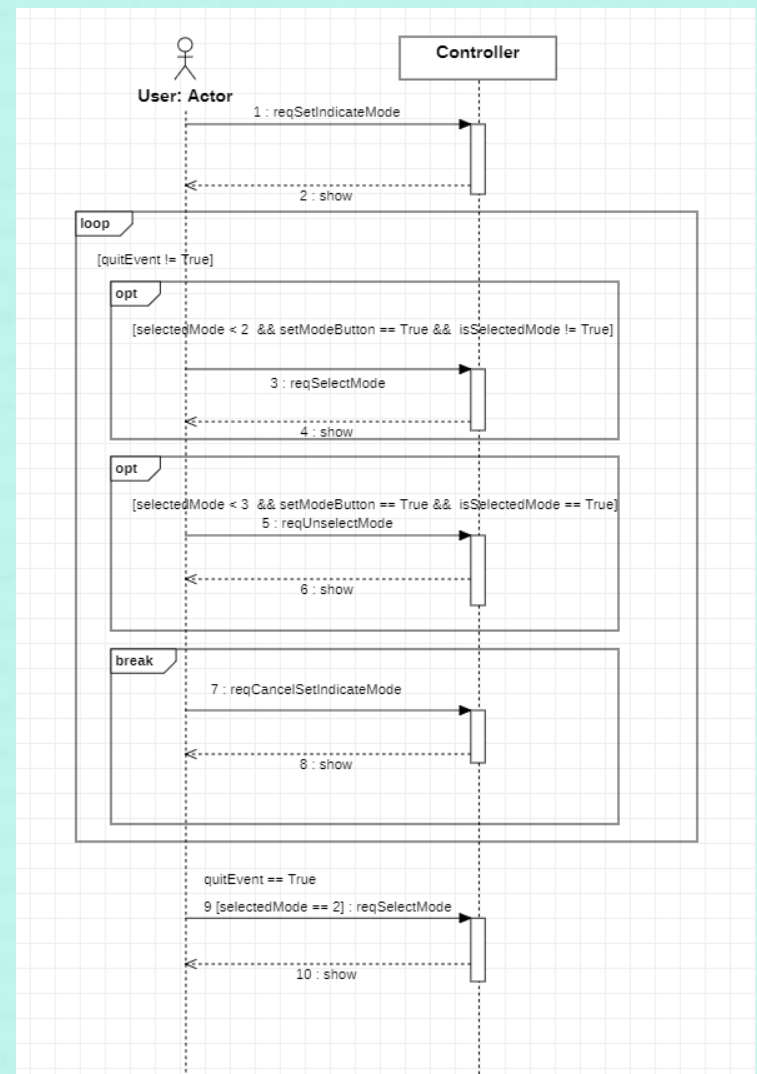 Controller
User: Actor
1 : reqSetIndicateMode
2 : show
loop
[quitEvent != True]
opt
[selectedMode < 2 && setModeButton == True && isSelectedMode != True]
3 : reqSelectMode
4 : show
opt
[selectedMode < 3 && setModeButton == True && isSelectedMode == True]
5 : reqUnselectMode
6 : show
break
7 : reqCancelSetIndicateMode
8 : show
quitEvent == True
9 [selectedMode == 2] : reqSelectMode
10 : show